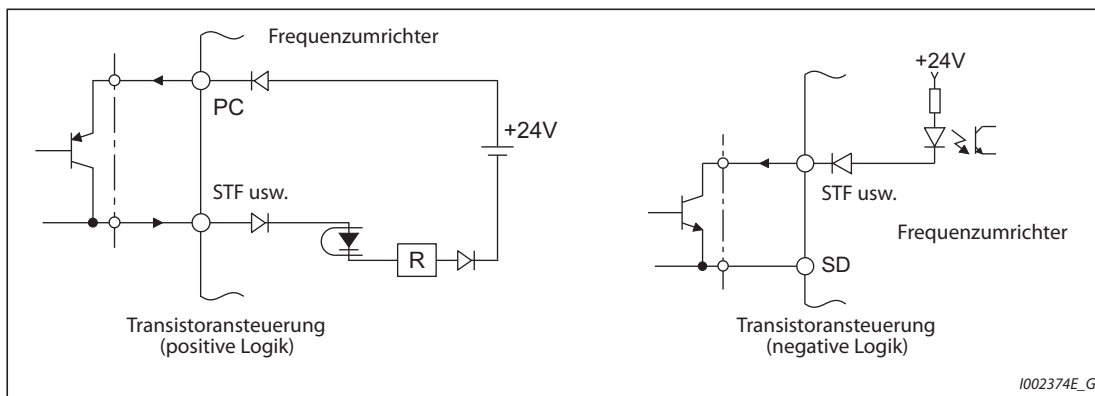 Frequenzumrichter
PC
+24V
STF usw.
R
Transistoransteuerung
(positive Logik)
+24V
STF usw.
Frequenzumrichter
SD
Transistoransteuerung
(negative Logik)
I002374E_G